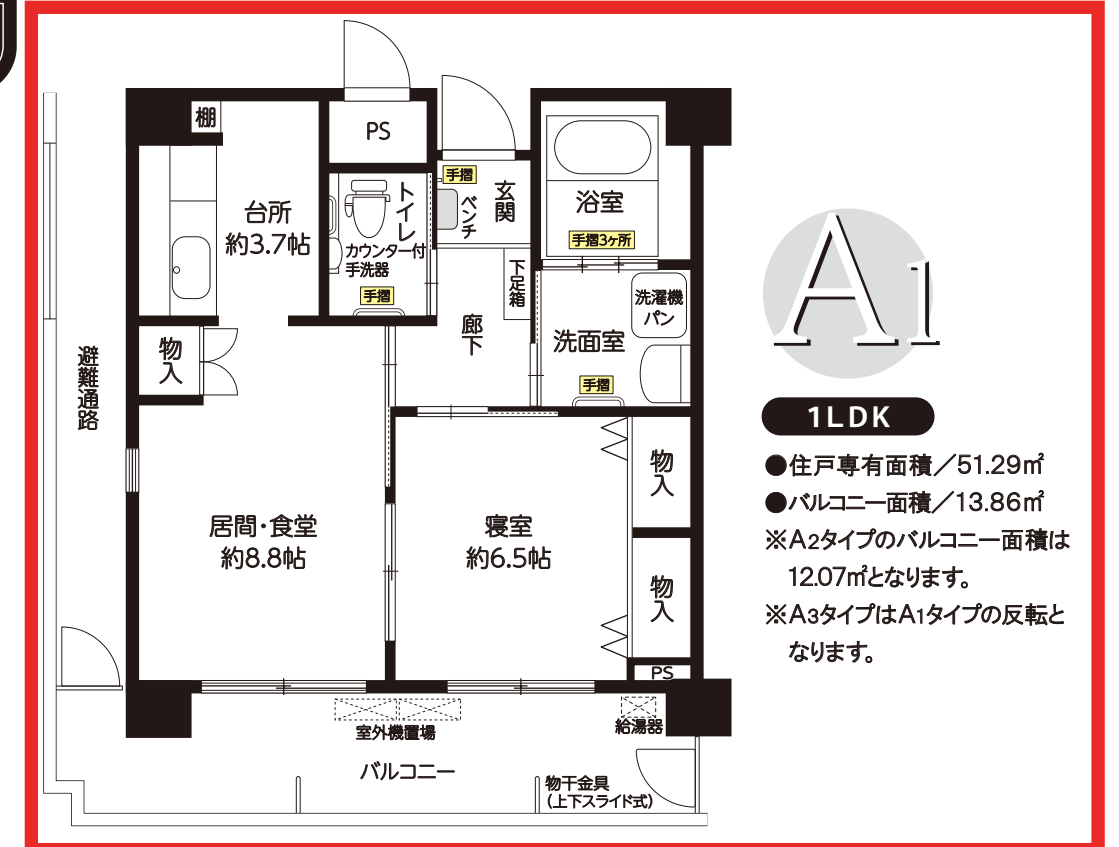 棚
PS
手摺
玄関
ベンチ
浴室
手摺3ヶ所
台所
約3.7帖
トイレ
カウンター付
手洗器
手摺
下足箱
洗濯機
パン
洗面室
手摺
廊下
物入
避難通路
居間・食堂
約8.8帖
寝室
約6.5帖
物入
物入
PS
室外機置場
給湯器
バルコニー
物干金具
(上下スライド式)
A1
1LDK
●住戸専有面積／51.29㎡
●バルコニー面積／13.86㎡
※A2タイプのバルコニー面積は
12.07㎡となります。
※A3タイプはA1タイプの反転と
なります。